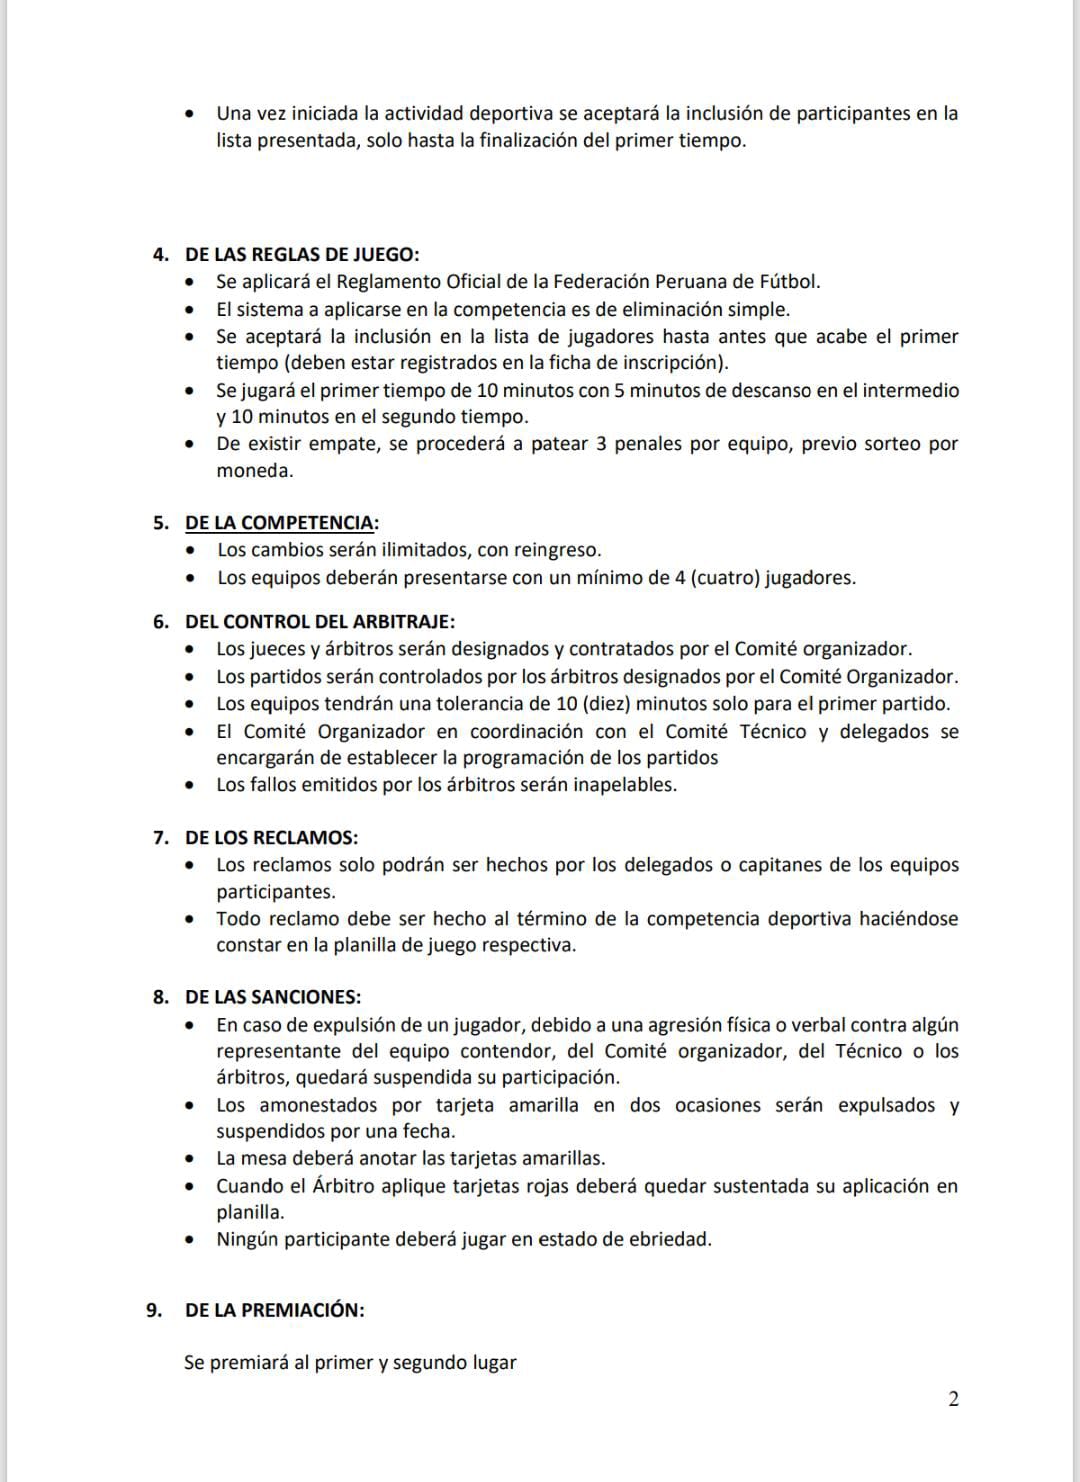 • Una vez iniciada la actividad deportiva se aceptará la inclusión de participantes en la
lista presentada, solo hasta la finalización del primer tiempo.
4. DE LAS REGLAS DE JUEGO:
• Se aplicará el Reglamento Oficial de la Federación Peruana de Fútbol.
• El sistema a aplicarse en la competencia es de eliminación simple.
• Se aceptará la inclusión en la lista de jugadores hasta antes que acabe el primer
tiempo (deben estar registrados en la ficha de inscripción).
• Se jugará el primer tiempo de 10 minutos con 5 minutos de descanso en el intermedio
y 10 minutos en el segundo tiempo.
• De existir empate, se procederá a patear 3 penales por equipo, previo sorteo por
moneda.
5. DE LA COMPETENCIA:
• Los cambios serán ilimitados, con reingreso.
• Los equipos deberán presentarse con un mínimo de 4 (cuatro) jugadores.
6. DEL CONTROL DEL ARBITRAJE:
• Los jueces y árbitros serán designados y contratados por el Comité organizador.
• Los partidos serán controlados por los árbitros designados por el Comité Organizador.
• Los equipos tendrán una tolerancia de 10 (diez) minutos solo para el primer partido.
• El Comité Organizador en coordinación con el Comité Técnico y delegados se
encargarán de establecer la programación de los partidos
• Los fallos emitidos por los árbitros serán inapelables.
7. DE LOS RECLAMOS:
• Los reclamos solo podrán ser hechos por los delegados o capitanes de los equipos
participantes.
• Todo reclamo debe ser hecho al término de la competencia deportiva haciéndose
constar en la planilla de juego respectiva.
8. DE LAS SANCIONES:
• En caso de expulsión de un jugador, debido a una agresión física o verbal contra algún
representante del equipo contendor, del Comité organizador, del Técnico o los
árbitros, quedará suspendida su participación.
• Los amonestados por tarjeta amarilla en dos ocasiones serán expulsados y
suspendidos por una fecha.
• La mesa deberá anotar las tarjetas amarillas.
• Cuando el Árbitro aplique tarjetas rojas deberá quedar sustentada su aplicación en
planilla.
• Ningún participante deberá jugar en estado de ebriedad.
9. DE LA PREMIACIÓN:
Se premiará al primer y segundo lugar
2